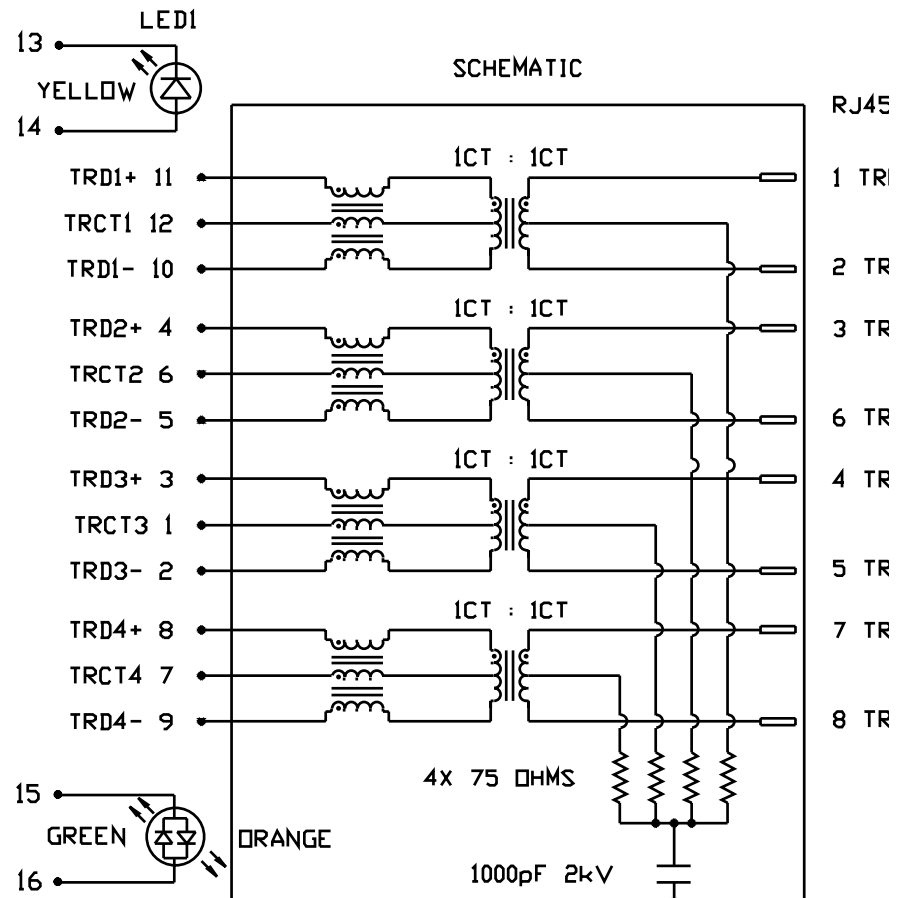 LED1
13
SCHEMATIC
YELLOW
14
RJ45
1CT : 1CT
TRD1+ 11
1
TRCT1 12
TRD1- 10
2 TR
1CT : 1CT
TRD2+ 4
3 TR
TRCT2 6
TRD2- 5
6 TR
1CT : 1CT
TRD3+ 3
4 TR
TRCT3 1
TRD3- 2
5 TR
1CT : 1CT
TRD4+ 8
7 TR
TRCT4 7
TRD4- 9
8 TR
4X 75 OHMS
15
GREEN
ORANGE
16
1000pF 2kV